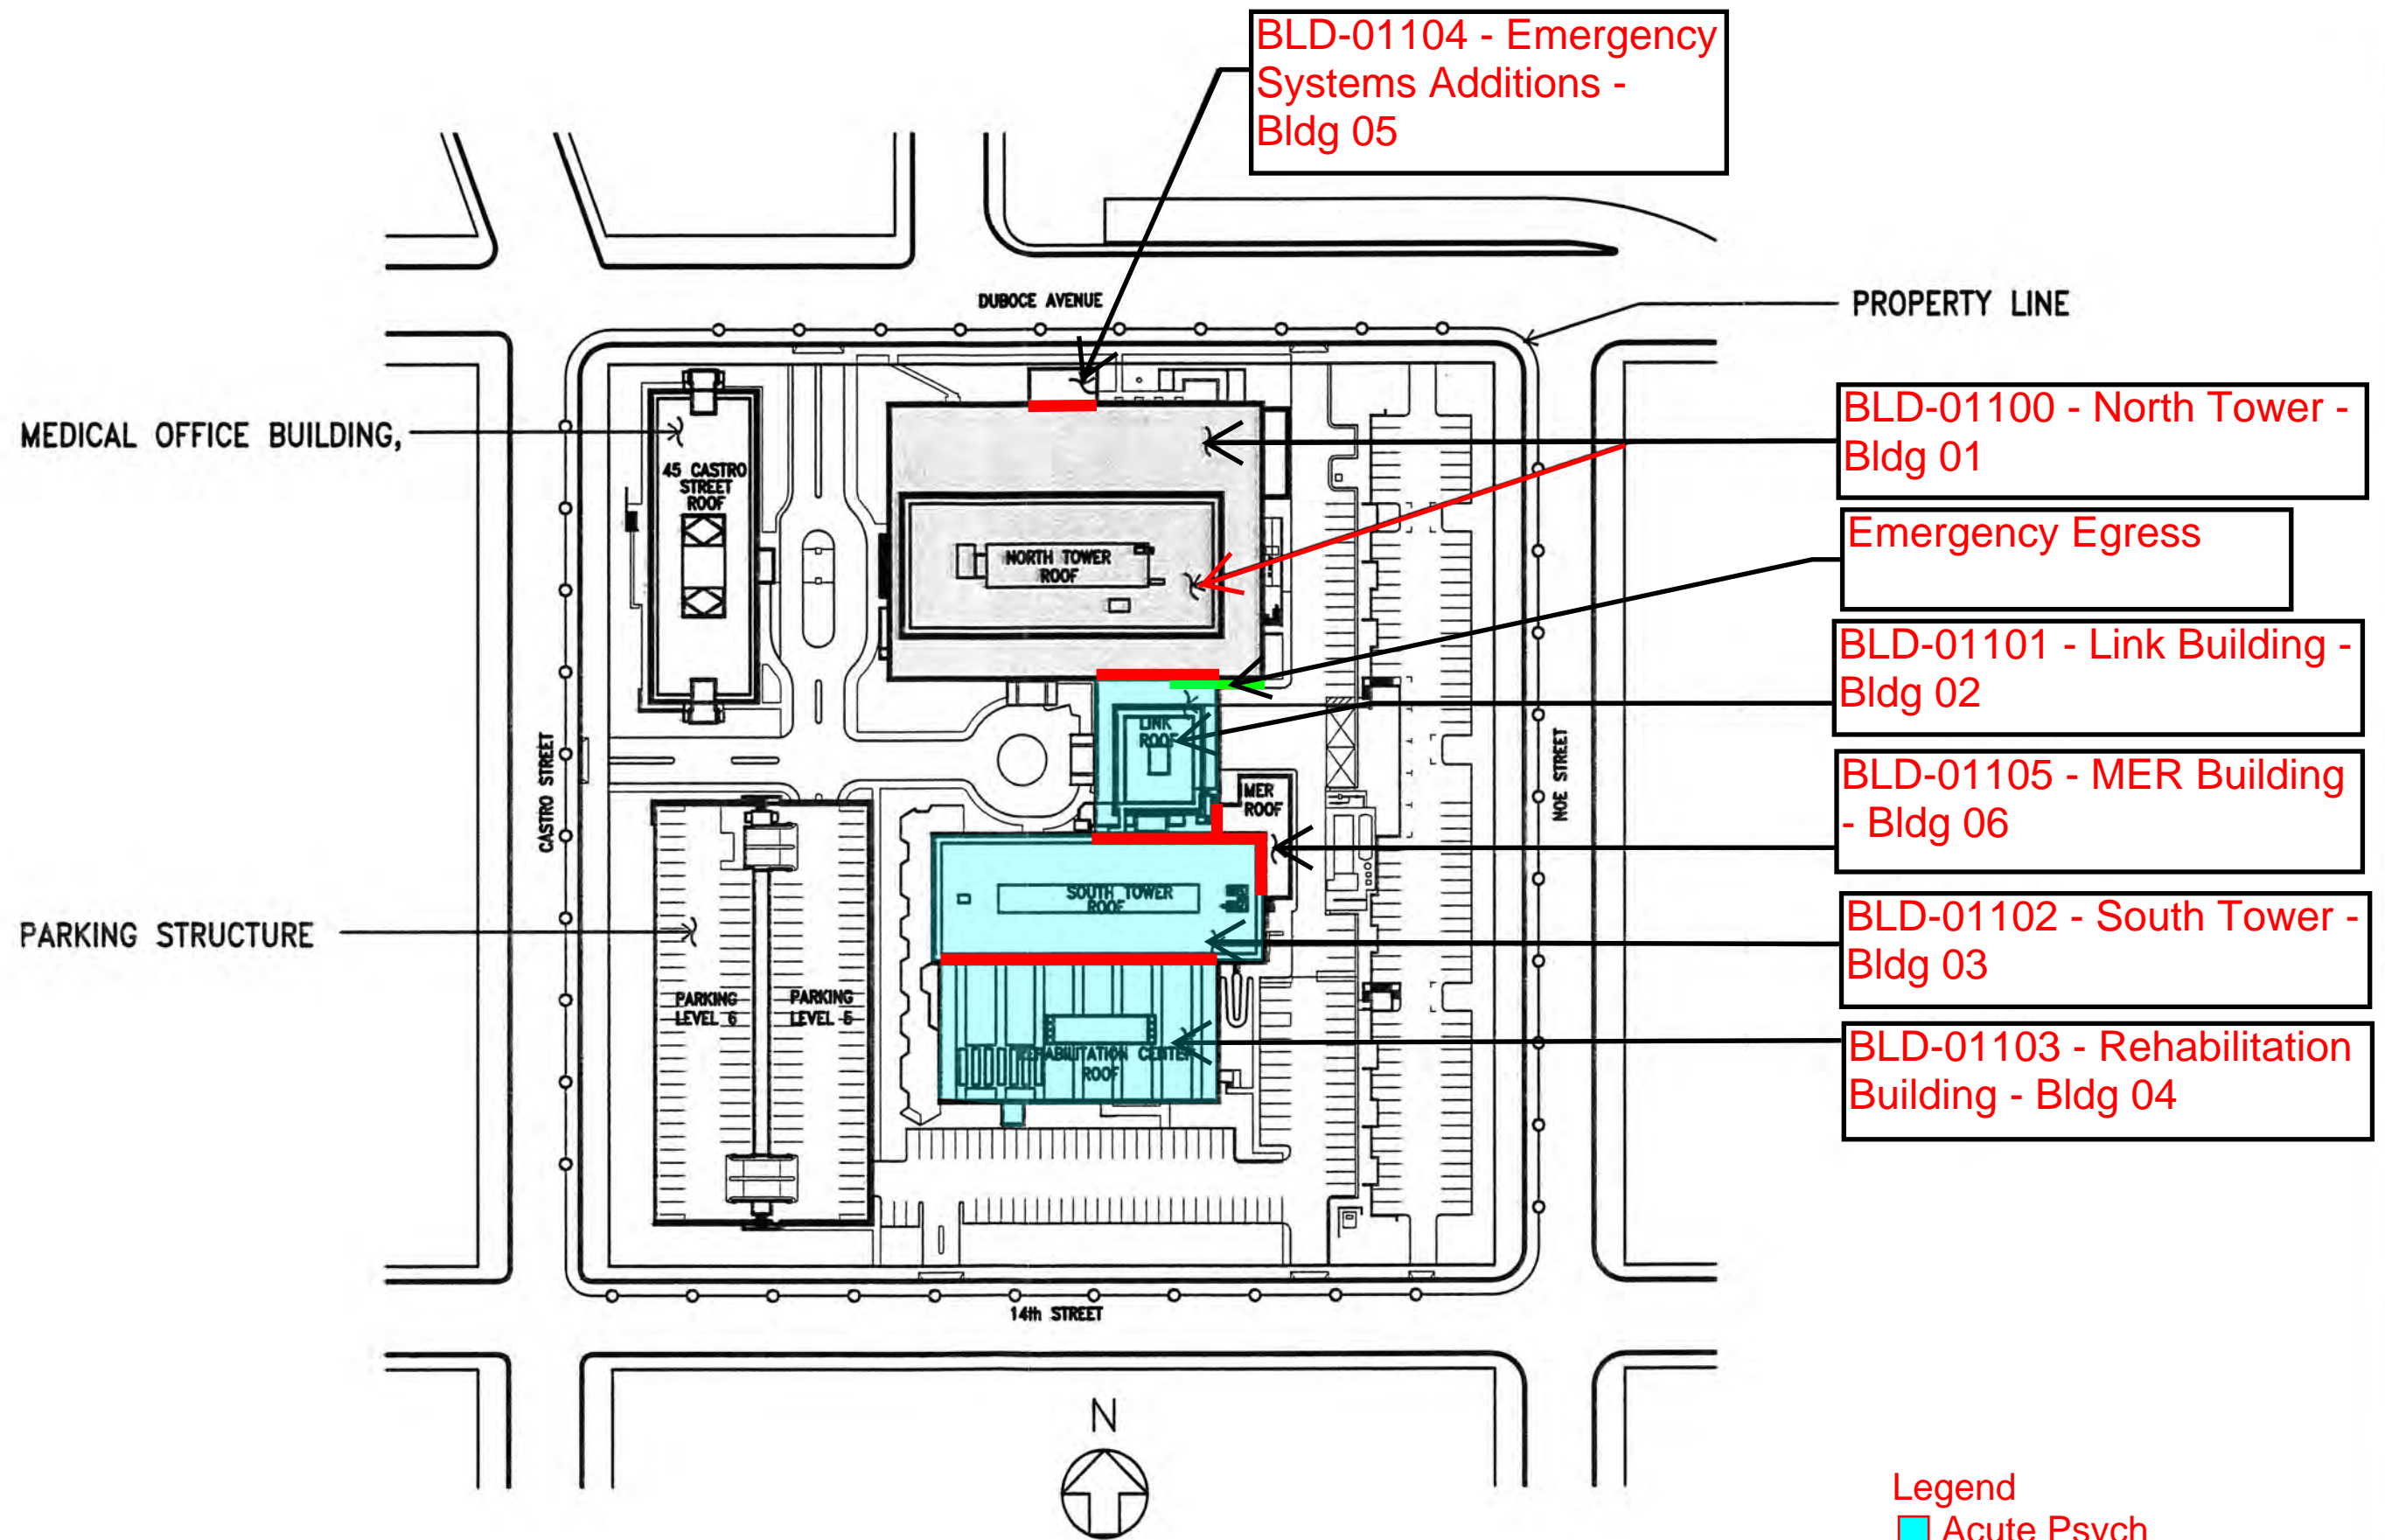 BLD-01104 - Emergency
Systems Additions -
Bldg 05
DUBOCE AVENUE
PROPERTY LINE
MEDICAL OFFICE BUILDING,
45 CASTRO
STREET
ROOF
NORTH TOWER
ROOF
BLD-01100 - North Tower -
Bldg 01
Emergency Egress
BLD-01101 - Link Building -
Bldg 02
LINK
ROOF
CASTRO STREET
NOE STREET
MER
ROOF
BLD-01105 - MER Building
- Bldg 06
SOUTH TOWER
ROOF
BLD-01102 - South Tower -
Bldg 03
PARKING STRUCTURE
PARKING
LEVEL 6
PARKING
LEVEL 5
REHABILITATION CENTER
ROOF
BLD-01103 - Rehabilitation
Building - Bldg 04
14th STREET
N
Legend
Acute Psych